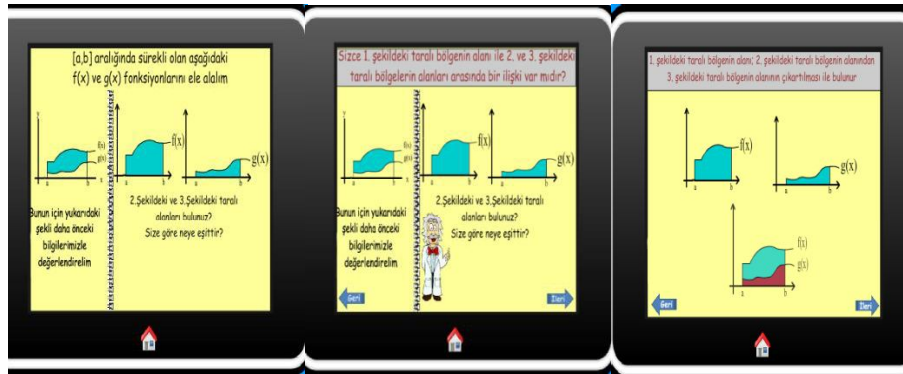 [a,b] aralığında sürekli olan aşağıdaki
f(x) ve g(x) fonksiyonlarını ele alalım
y
f(x)
g(x)
a b x
f(x)
g(x)
Bunun için yukarıdaki
şekli daha önceki
bilgilerimizle
değerlendirelim
2.Şekildeki ve 3.Şekildeki taralı
alanları bulunuz?
Size göre neye eşittir?
Sizce 1. şekildeki taralı bölgenin alanı ile 2. ve 3. şekildeki
taralı bölgelerin alanları arasında bir ilişki var mıdır?
y
f(x)
g(x)
a b x
f(x)
g(x)
Bunun için yukarıdaki
şekli daha önceki
bilgilerimizle
değerlendirelim
2.Şekildeki ve 3.Şekildeki taralı
alanları bulunuz?
Size göre neye eşittir?
Geri
İleri
1. şekildeki taralı bölgenin alanı; 2. şekildeki taralı bölgenin alanından
3. şekildeki taralı bölgenin alanının çıkartılması ile bulunur
f(x)
g(x)
f(x)
g(x)
a b
Geri
İleri